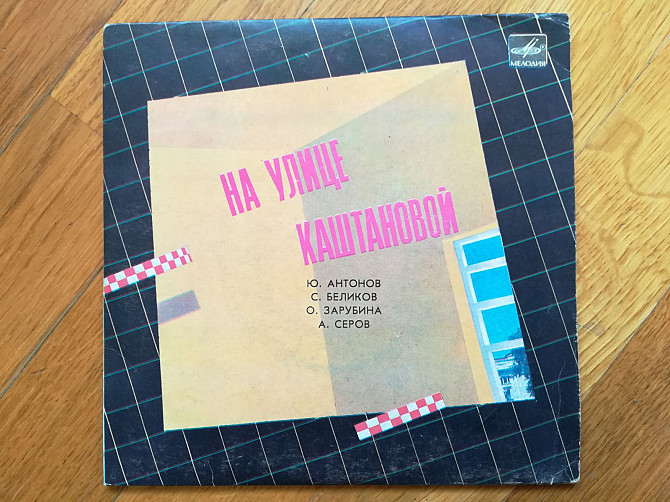 МЕЛОДИЯ
НА УЛИЦЕ
КАШТАНОВОЙ
Ю. АНТОНОВ
С. БЕЛИКОВ
О. ЗАРУБИНА
А. СЕРОВ